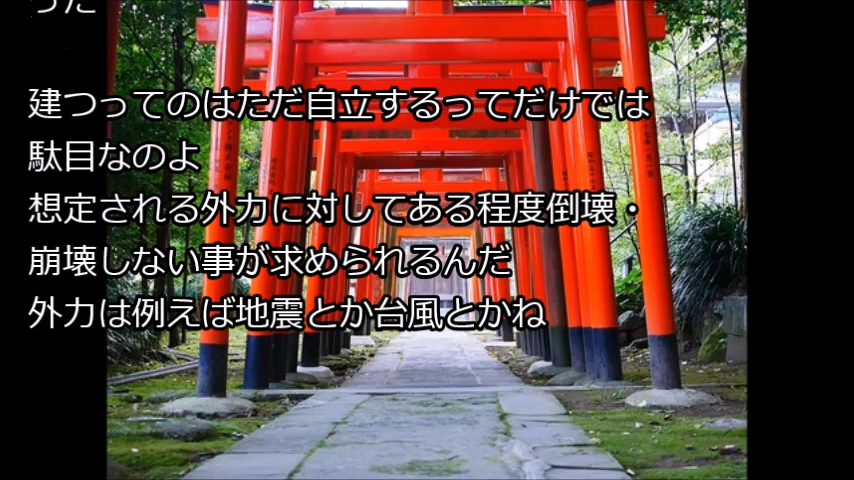 った
建つってのはただ自立するってだけでは
駄目なのよ
想定される外力に対してある程度倒壊・
崩壊しない事が求められるんだ
外力は例えば地震とか台風とかね